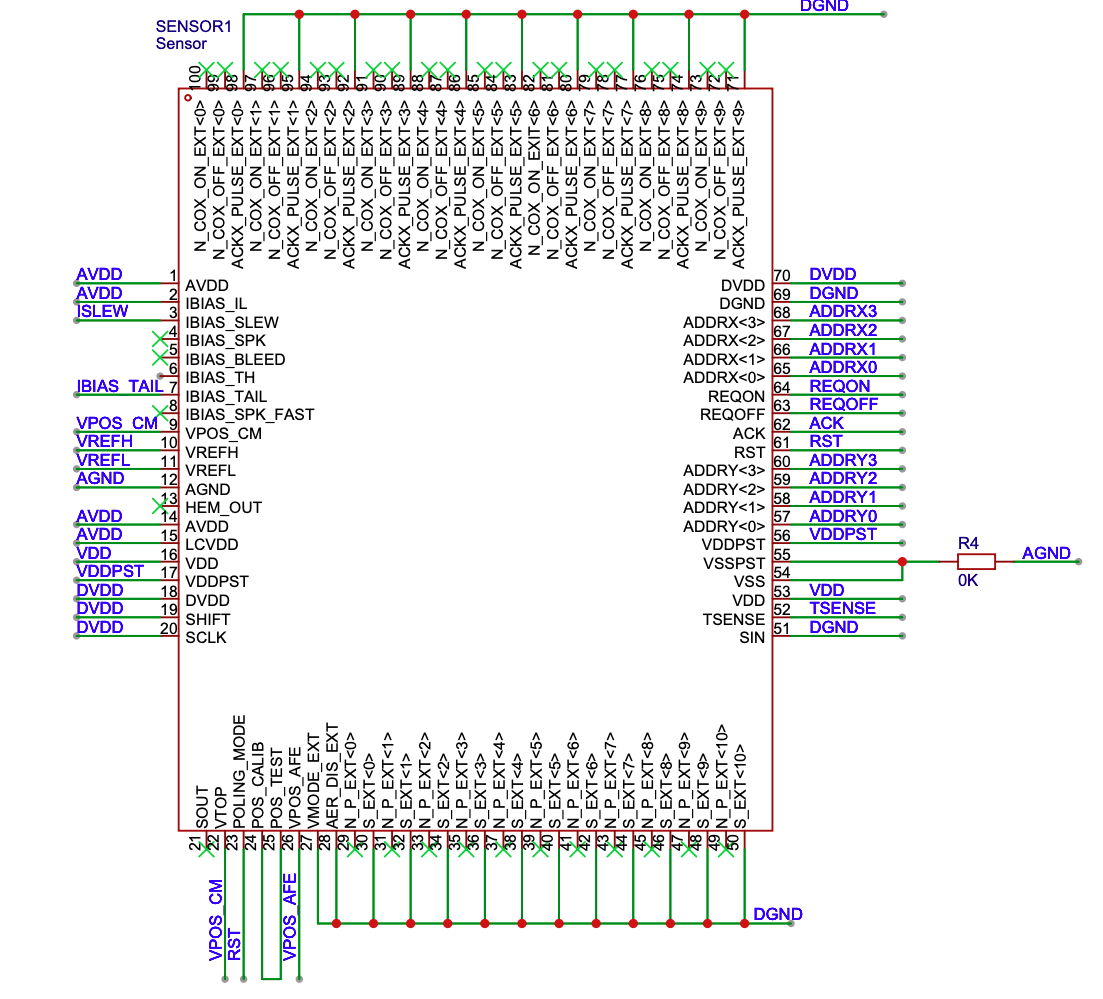 DGND
SENSOR1
Sensor
100
99
98
97
96
95
94
93
92
91
90
89
88
87
86
85
84
83
82
81
80
79
78
77
76
75
74
73
72
71
N_COX_ON_EXT<0>
N_COX_OFF_EXT<0>
ACKX_PULSE_EXT<0>
N_COX_ON_EXT<1>
N_COX_OFF_EXT<1>
ACKX_PULSE_EXT<1>
N_COX_ON_EXT<2>
N_COX_OFF_EXT<2>
ACKX_PULSE_EXT<2>
N_COX_ON_EXT<3>
N_COX_OFF_EXT<3>
ACKX_PULSE_EXT<3>
N_COX_ON_EXT<4>
N_COX_OFF_EXT<4>
ACKX_PULSE_EXT<4>
N_COX_ON_EXT<5>
N_COX_OFF_EXT<5>
ACKX_PULSE_EXT<5>
N_COX_ON_EXIT<6>
N_COX_OFF_EXT<6>
ACKX_PULSE_EXT<6>
N_COX_ON_EXT<7>
N_COX_OFF_EXT<7>
ACKX_PULSE_EXT<7>
N_COX_ON_EXT<8>
N_COX_OFF_EXT<8>
ACKX_PULSE_EXT<8>
N_COX_ON_EXT<9>
N_COX_OFF_EXT<9>
ACKX_PULSE_EXT<9>
AVDD 1 AVDD
AVDD 2 IBIAS_IL
ISLEW 3 IBIAS_SLEW
4 IBIAS_SPK
5 IBIAS_BLEED
6 IBIAS_TH
IBIAS_TAIL 7 IBIAS_TAIL
8 IBIAS_SPK_FAST
VPOS_CM 9 VPOS_CM
VREFH 10 VREFH
VREFL 11 VREFL
AGND 12 AGND
13 HEM_OUT
AVDD 14 AVDD
AVDD 15 LCVDD
VDD 16 VDD
VDDPST 17 VDDPST
DVDD 18 DVDD
DVDD 19 SHIFT
DVDD 20 SCLK
DVDD 70 DVDD
DGND 69 DGND
ADDRX<3> 68 ADDRX3
ADDRX<2> 67 ADDRX2
ADDRX<1> 66 ADDRX1
ADDRX<0> 65 ADDRX0
REQON 64 REQON
REQOFF 63 REQOFF
ACK 62 ACK
RST 61 RST
ADDRY<3> 60 ADDRY3
ADDRY<2> 59 ADDRY2
ADDRY<1> 58 ADDRY1
ADDRY<0> 57 ADDRY0
VDDPST 56 VDDPST
VSSPST 55
VSS 54
VDD 53 VDD
TSENSE 52 TSENSE
SIN 51 DGND
R4
0K
AGND
SOUT
VTOP
POLING_MODE
POS_CALIB
POS_TEST
VPOS_AFE
VMODE_EXT
AER_DIS_EXT
N_P_EXT<0>
S_EXT<0>
N_P_EXT<1>
S_EXT<1>
N_P_EXT<2>
S_EXT<2>
N_P_EXT<3>
S_EXT<3>
N_P_EXT<4>
S_EXT<4>
N_P_EXT<5>
S_EXT<5>
N_P_EXT<6>
S_EXT<6>
N_P_EXT<7>
S_EXT<7>
N_P_EXT<8>
S_EXT<8>
N_P_EXT<9>
S_EXT<9>
N_P_EXT<10>
S_EXT<10>
21
22
23
24
25
26
27
28
29
30
31
32
33
34
35
36
37
38
39
40
41
42
43
44
45
46
47
48
49
50
VPOS_CM
RST
VPOS_AFE
DGND